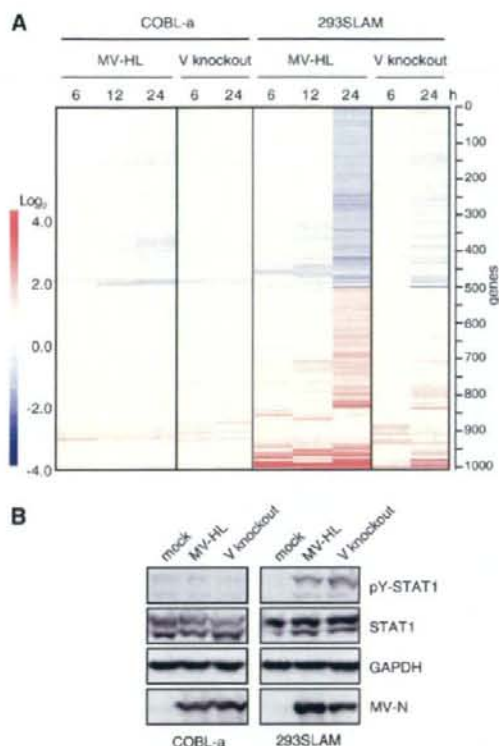 A
COBL-a 293SLAM
MV-HL V knockout MV-HL V knockout
6 12 24 6 24 6 12 24 6 24 h
Log2
4.0
2.0
0.0
-2.0
-4.0
0
100
200
300
400
500
600
700
800
900
1000
genes
B
mock MV-HL V knockout mock MV-HL V knockout
pY-STAT1
STAT1
GAPDH
MV-N
COBL-a 293SLAM